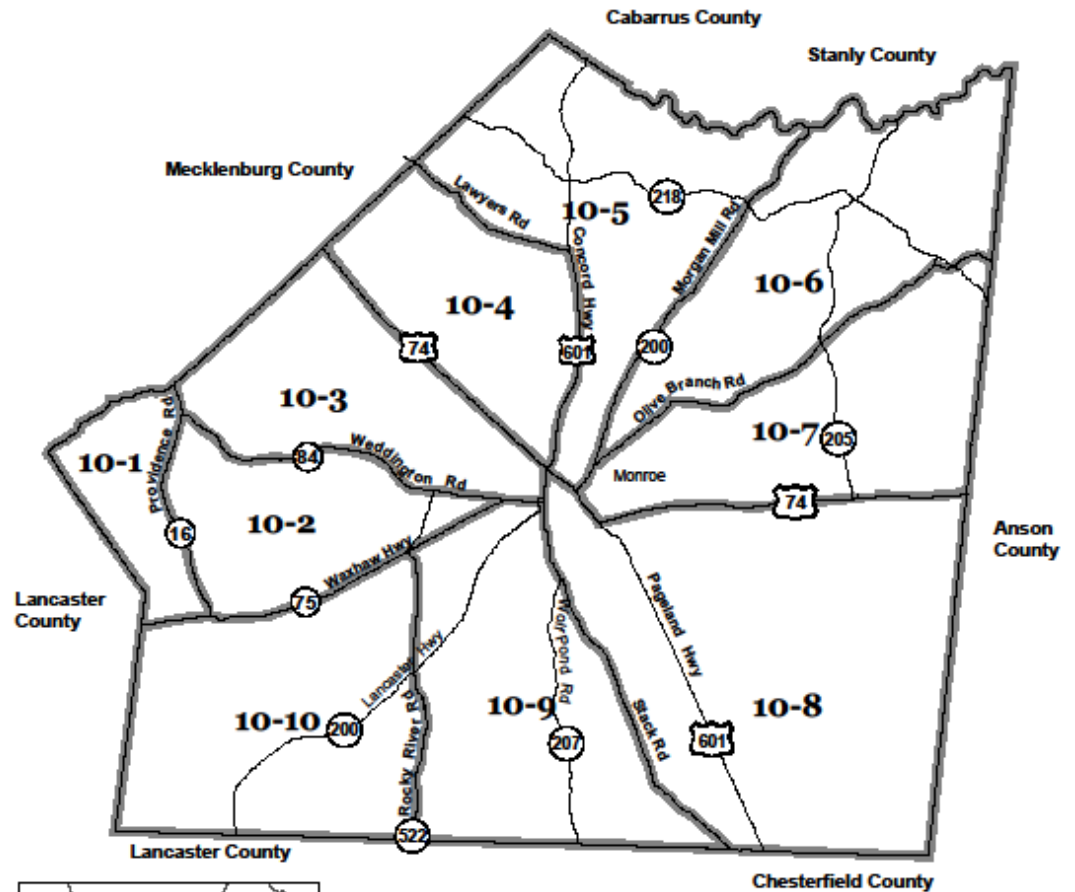 Cabarrus County
Stanly County
Mecklenburg County
Lawyers Rd
10-5
218
Concord Hwy
Morgan Mill Rd
10-6
10-4
74
601
200
Olive Branch Rd
10-3
10-7
205
Providence Rd
10-1
84
Weddington Rd
Monroe
74
10-2
16
Anson
County
Waxhaw Hwy
75
Lancaster
County
Pageland Hwy
Rd
Lancaster Hwy
10-10
200
10-9
10-8
Stack Rd
207
601
Rocky River Rd
522
Lancaster County
Chesterfield County